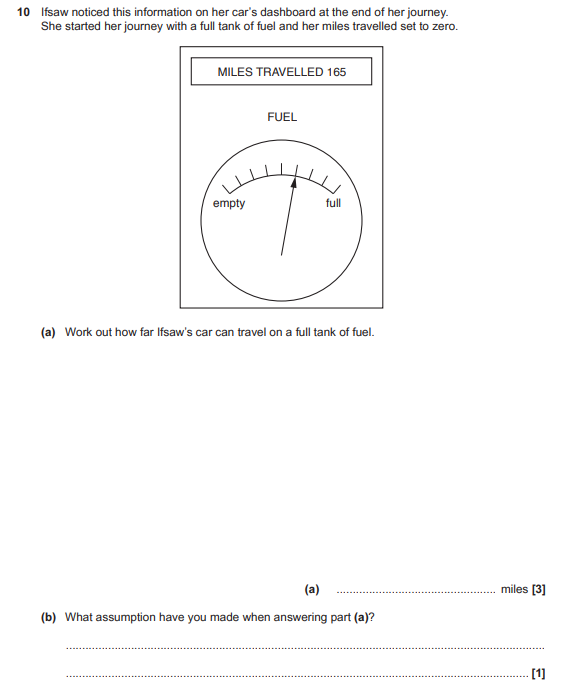 10 Ifsaw noticed this information on her car's dashboard at the end of her journey.
She started her journey with a full tank of fuel and her miles travelled set to zero.
MILES TRAVELLED 165
FUEL
empty full
(a) Work out how far Ifsaw's car can travel on a full tank of fuel.
(a) ................................................ miles [3]
(b) What assumption have you made when answering part (a)?
....................................................................................................................................................
............................................................................................................................................... [1]